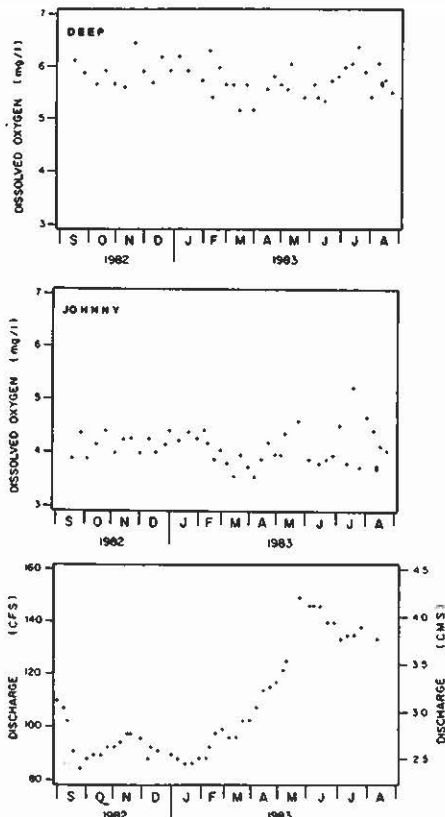 DEEP
DISSOLVED OXYGEN (mg/l)
7
6
5
4
3
S O N D J F M A M J J A
1982 1983
JOHNNY
DISSOLVED OXYGEN (mg/l)
7
6
5
4
3
S O N D J F M A M J J A
1982 1983
DISCHARGE (CFS)
160
140
120
100
80
DISCHARGE (CMS)
4.5
4.0
3.5
3.0
2.5
S O N D J F M A M J J A
1982 1983